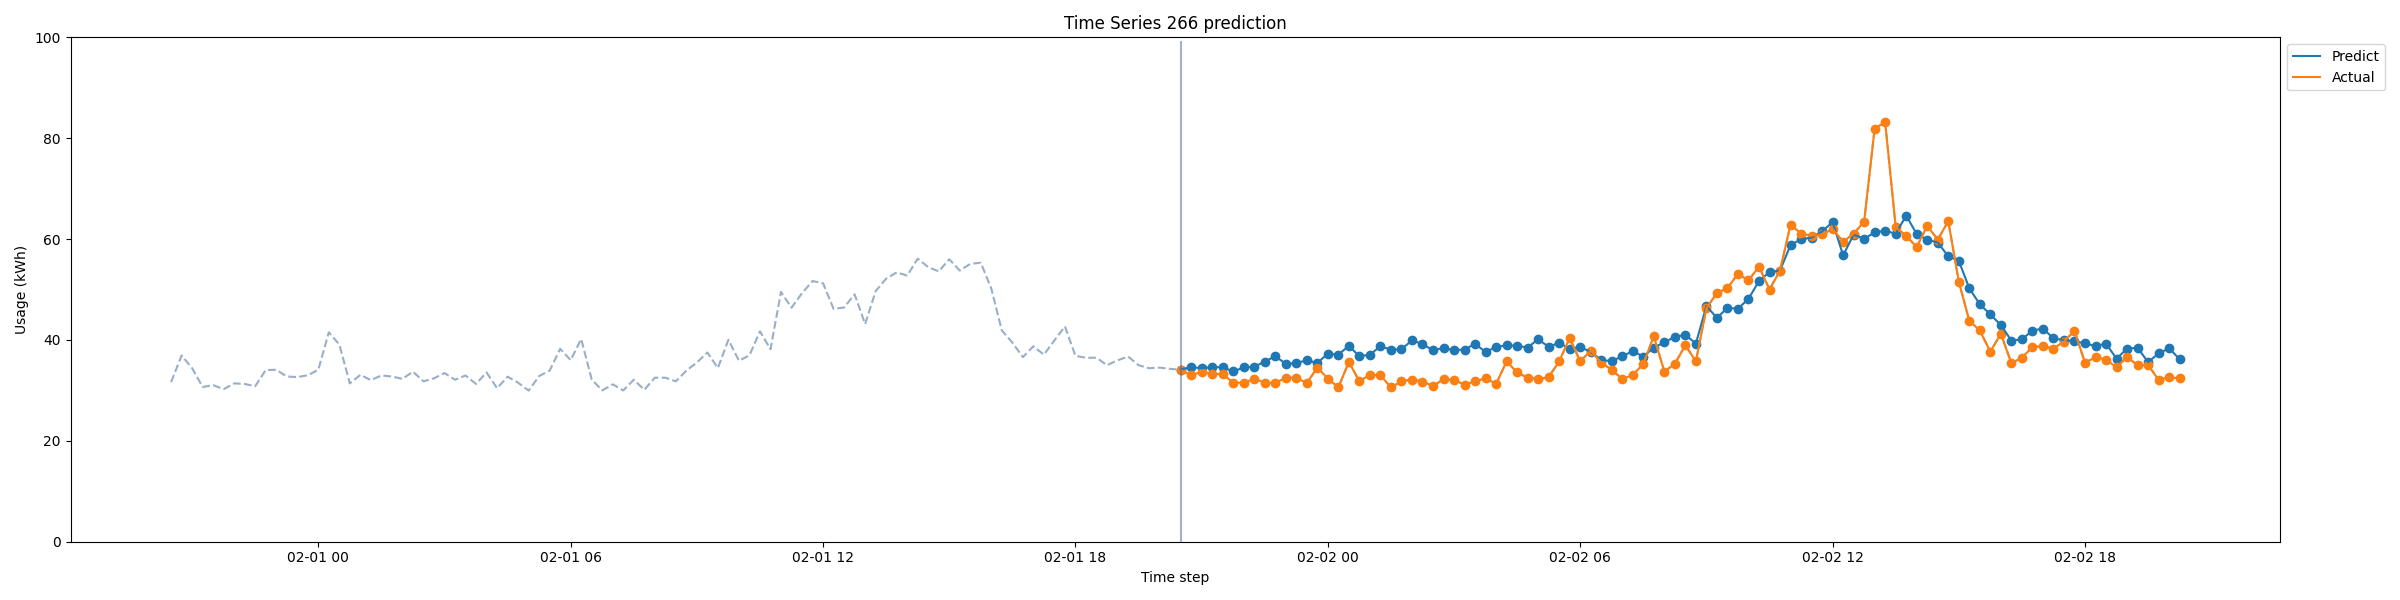 Time Series 266 prediction
100
80
60
40
20
0
Usage (kWh)
Predict
Actual
02-01 00
02-01 06
02-01 12
02-01 18
02-02 00
02-02 06
02-02 12
02-02 18
Time step